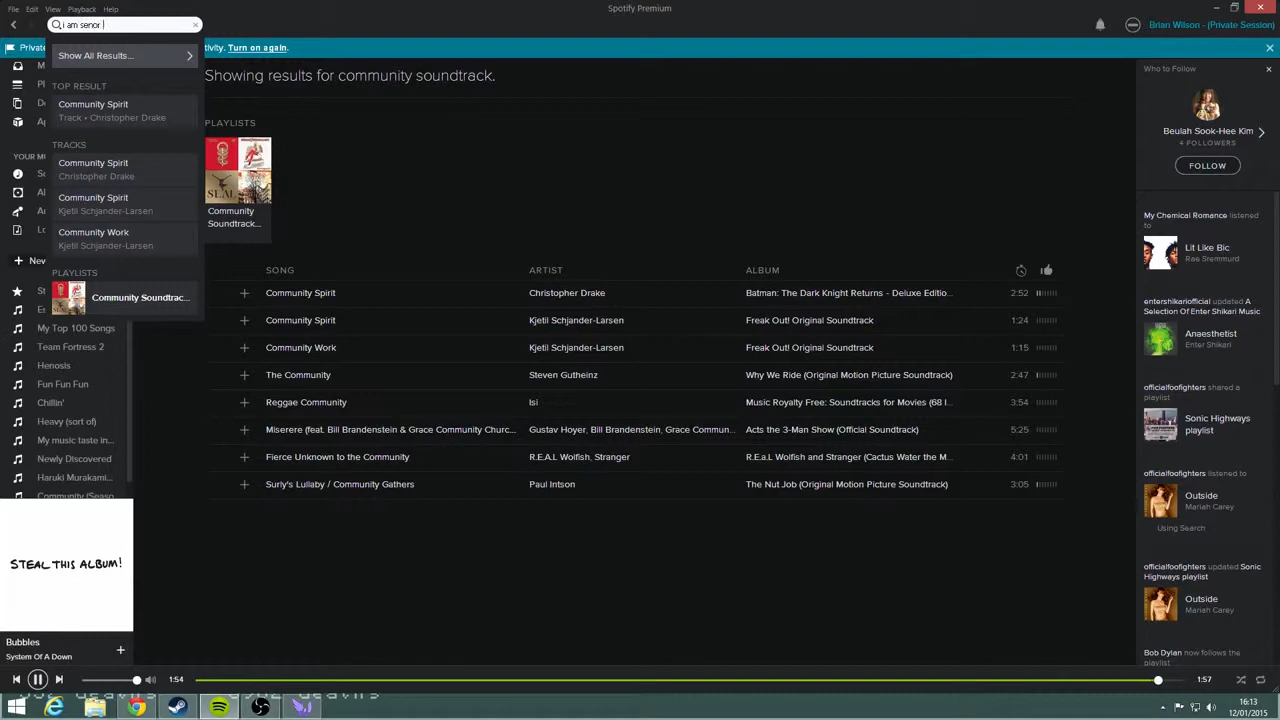 File Edit View Playback Help
Spotify Premium
i am senor
Brian Wilson - (Private Session)
Private
tivity. Turn on again.
Show All Results...
TOP RESULT
Community Spirit
Track • Christopher Drake
TRACKS
Community Spirit
Christopher Drake
Community Spirit
Kjetil Schjander-Larsen
Community Work
Kjetil Schjander-Larsen
PLAYLISTS
Community Soundtrac...
YOUR M
New
My Top 100 Songs
Team Fortress 2
Henosis
Fun Fun Fun
Chillin'
Heavy (sort of)
My music taste in...
Newly Discovered
Haruki Murakami...
Community (Seaso
STEAL THIS ALBUM!
Bubbles
System Of A Down
Showing results for community soundtrack.
PLAYLISTS
SEAL
Community
Soundtrack...
SONG ARTIST ALBUM
Community Spirit Christopher Drake Batman: The Dark Knight Returns - Deluxe Editio... 2:52
Community Spirit Kjetil Schjander-Larsen Freak Out! Original Soundtrack 1:24
Community Work Kjetil Schjander-Larsen Freak Out! Original Soundtrack 1:15
The Community Steven Gutheinz Why We Ride (Original Motion Picture Soundtrack) 2:47
Reggae Community Isi Music Royalty Free: Soundtracks for Movies (68 I... 3:54
Miserere (feat. Bill Brandenstein & Grace Community Churc... Gustav Hoyer, Bill Brandenstein, Grace Commun... Acts the 3-Man Show (Official Soundtrack) 5:25
Fierce Unknown to the Community R.E.A.L Wolfish, Stranger R.E.a.L Wolfish and Stranger (Cactus Water the M... 4:01
Surly's Lullaby / Community Gathers Paul Intson The Nut Job (Original Motion Picture Soundtrack) 3:05
Who to Follow
Beulah Sook-Hee Kim
4 FOLLOWERS
FOLLOW
My Chemical Romance listened
to
Lit Like Bic
Rae Sremmurd
entershikariofficial updated A
Selection Of Enter Shikari Music
Anaesthetist
Enter Shikari
officialfoofighters shared a
playlist
Sonic Highways
playlist
officialfoofighters listened to
Outside
Mariah Carey
Using Search
officialfoofighters updated Sonic
Highways playlist
Outside
Mariah Carey
Bob Dylan now follows the
playlist
1:54
1:57
16:13
12/01/2015